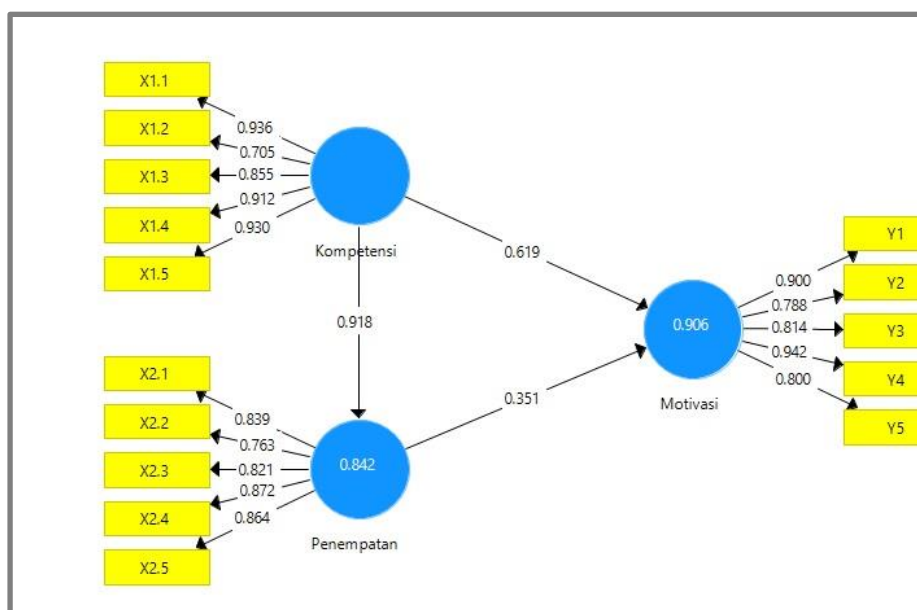 X1.1
X1.2
X1.3
X1.4
X1.5
0.936
0.705
0.855
0.912
0.930
Kompetensi
0.619
0.918
X2.1
X2.2
X2.3
X2.4
X2.5
0.839
0.763
0.821
0.872
0.864
0.842
Penempatan
0.351
0.906
Motivasi
0.900
0.788
0.814
0.942
0.800
Y1
Y2
Y3
Y4
Y5